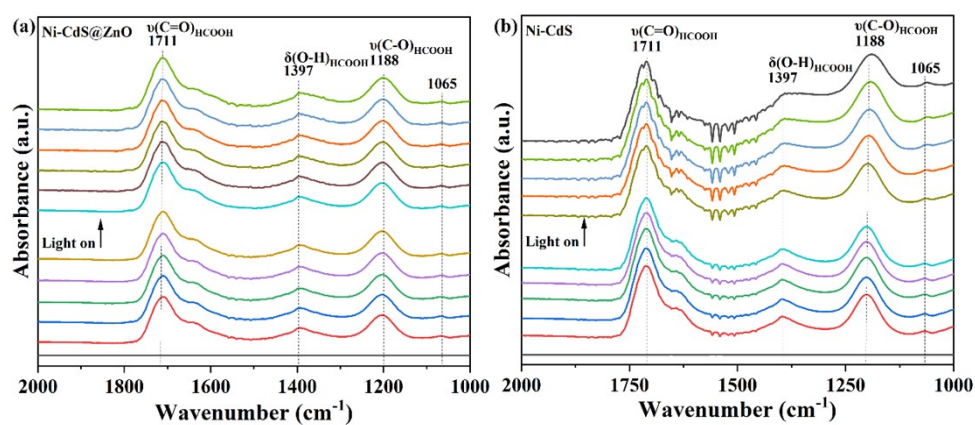 (a)
Ni-CdS@ZnO
υ(C=O)HCOOH
1711
δ(O-H)HCOOH
1397
υ(C-O)HCOOH
1188
1065
Light on
Absorbance (a.u.)
2000 1800 1600 1400 1200 1000
Wavenumber (cm-1)
(b)
Ni-CdS
υ(C=O)HCOOH
1711
δ(O-H)HCOOH
1397
υ(C-O)HCOOH
1188
1065
Light on
Absorbance (a.u.)
2000 1750 1500 1250 1000
Wavenumber (cm-1)